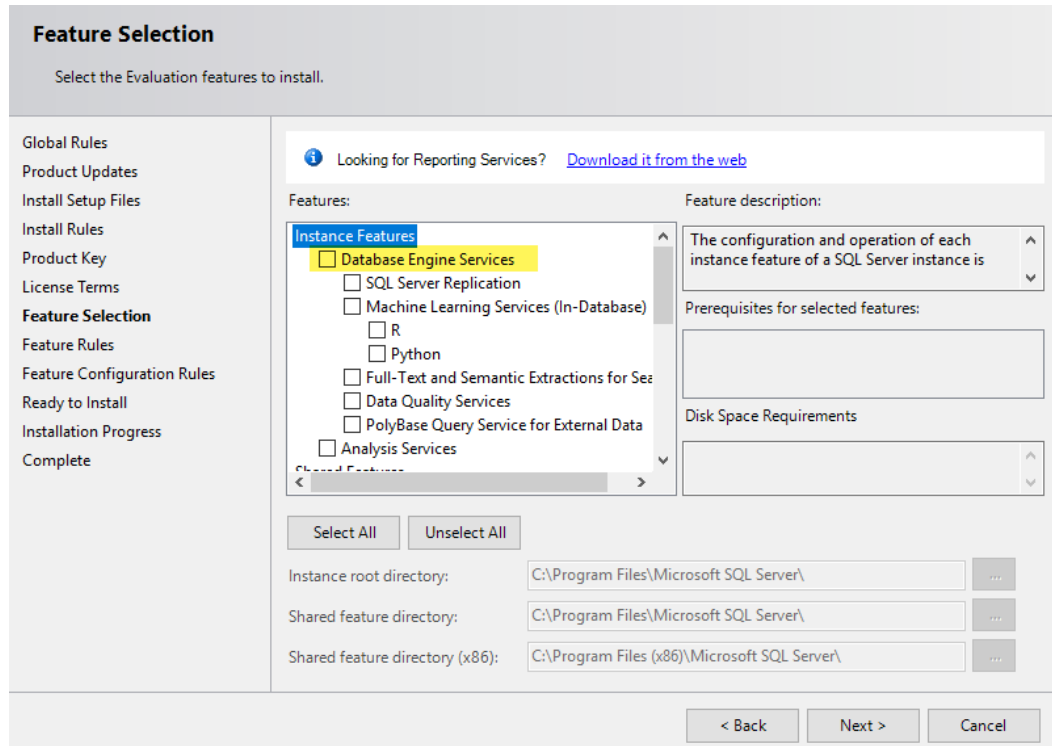 Feature Selection
Select the Evaluation features to install.
Global Rules
Product Updates
Install Setup Files
Install Rules
Product Key
License Terms
Feature Selection
Feature Rules
Feature Configuration Rules
Ready to Install
Installation Progress
Complete
Looking for Reporting Services? Download it from the web
Features:
Instance Features
Database Engine Services
SQL Server Replication
Machine Learning Services (In-Database)
R
Python
Full-Text and Semantic Extractions for Sea
Data Quality Services
PolyBase Query Service for External Data
Analysis Services
Shared Features
Feature description:
The configuration and operation of each
instance feature of a SQL Server instance is
Prerequisites for selected features:
Disk Space Requirements
Select All
Unselect All
Instance root directory:
C:\Program Files\Microsoft SQL Server\
...
Shared feature directory:
C:\Program Files\Microsoft SQL Server\
...
Shared feature directory (x86):
C:\Program Files (x86)\Microsoft SQL Server\
...
< Back
Next >
Cancel